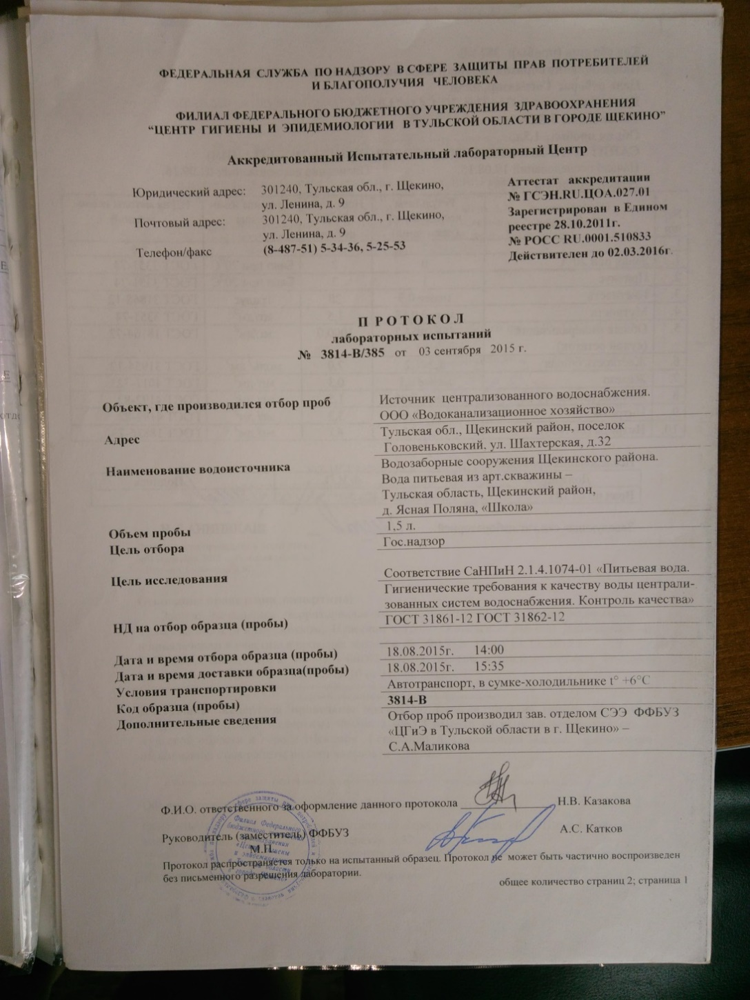 ФЕДЕРАЛЬНАЯ СЛУЖБА ПО НАДЗОРУ В СФЕРЕ ЗАЩИТЫ ПРАВ ПОТРЕБИТЕЛЕЙ
И БЛАГОПОЛУЧИЯ ЧЕЛОВЕКА
ФИЛИАЛ ФЕДЕРАЛЬНОГО БЮДЖЕТНОГО УЧРЕЖДЕНИЯ ЗДРАВООХРАНЕНИЯ
“ЦЕНТР ГИГИЕНЫ И ЭПИДЕМИОЛОГИИ В ТУЛЬСКОЙ ОБЛАСТИ В ГОРОДЕ ЩЕКИНО”
Аккредитованный Испытательный лабораторный Центр
Юридический адрес: 301240, Тульская обл., г. Щекино,
ул. Ленина, д. 9
Почтовый адрес: 301240, Тульская обл., г. Щекино,
ул. Ленина, д. 9
Телефон/факс (8-487-51) 5-34-36, 5-25-53
Аттестат аккредитации
№ ГСЭН.RU.ЦОА.027.01
Зарегистрирован в Едином
реестре 28.10.2011г.
№ РОСС RU.0001.510833
Действителен до 02.03.2016г.
П Р О Т О К О Л
лабораторных испытаний
№ 3814-В/385 от 03 сентября 2015 г.
Объект, где производился отбор проб Источник централизованного водоснабжения.
ООО «Водоканализационное хозяйство»
Адрес Тульская обл., Щекинский район, поселок
Головеньковский. ул. Шахтерская, д.32
Наименование водоисточника Водозаборные сооружения Щекинского района.
Вода питьевая из арт.скважины –
Тульская область, Щекинский район,
д. Ясная Поляна, «Школа»
Объем пробы 1,5 л.
Цель отбора Гос.надзор
Цель исследования Соответствие СаНПиН 2.1.4.1074-01 «Питьевая вода.
Гигиенические требования к качеству воды централи-
зованных систем водоснабжения. Контроль качества»
НД на отбор образца (пробы) ГОСТ 31861-12 ГОСТ 31862-12
Дата и время отбора образца (пробы) 18.08.2015г. 14:00
Дата и время доставки образца(пробы) 18.08.2015г. 15:35
Условия транспортировки Автотранспорт, в сумке-холодильнике t° +6°С
Код образца (пробы) 3814-В
Дополнительные сведения Отбор проб производил зав. отделом СЭЭ ФФБУЗ
«ЦГиЭ в Тульской области в г. Щекино» –
С.А.Маликова
Ф.И.О. ответственного за оформление данного протокола Н.В. Казакова
Руководитель (заместитель) ФФБУЗ А.С. Катков
М.П.
Протокол распространяется только на испытанный образец. Протокол не может быть частично воспроизведен
без письменного разрешения лаборатории.
общее количество страниц 2; страница 1